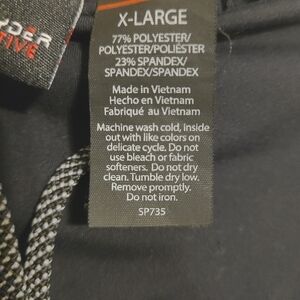 YDER
TIVE
X-LARGE
77% POLYESTER/
POLYESTER/POLIÉSTER
23% SPANDEX/
SPANDEX/SPANDEX
Made in Vietnam
Hecho en Vietnam
Fabriqué au Vietnam
Machine wash cold, inside
out with like colors on
delicate cycle. Do not
use bleach or fabric
softeners. Do not dry
clean. Tumble dry low.
Remove promptly.
Do not iron.
SP735